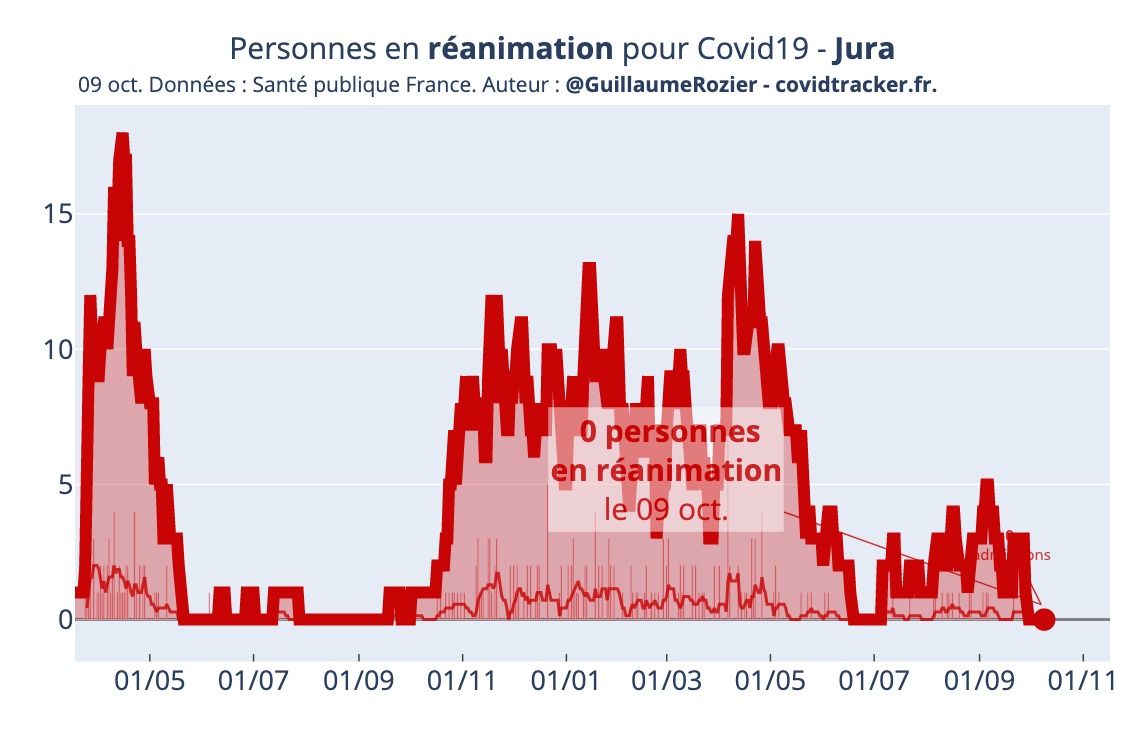 Personnes en réanimation pour Covid19 - Jura
09 oct. Données : Santé publique France. Auteur : @GuillaumeRozier - covidtracker.fr.
15
10
5
0
0 personnes
en réanimation
le 09 oct.
01/05 01/07 01/09 01/11 01/01 01/03 01/05 01/07 01/09 01/11